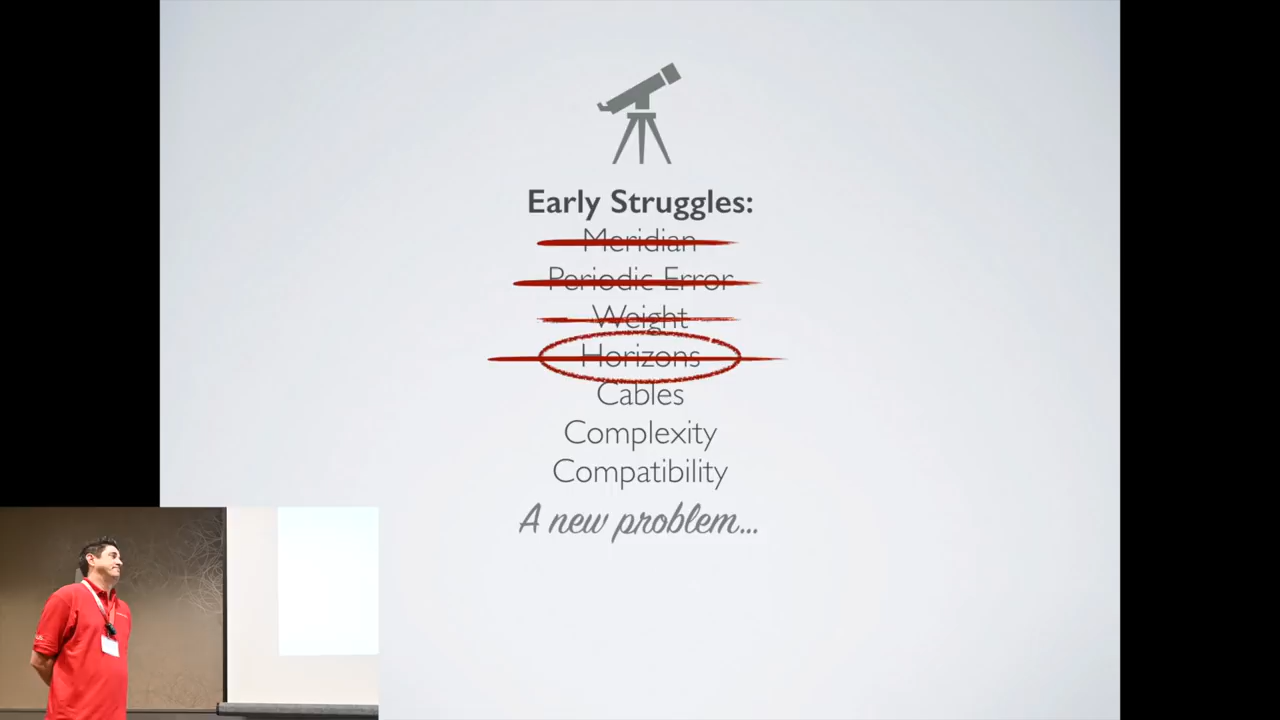 Early Struggles:
Meridian
Periodic Error
Weight
Horizons
Cables
Complexity
Compatibility
A new problem...